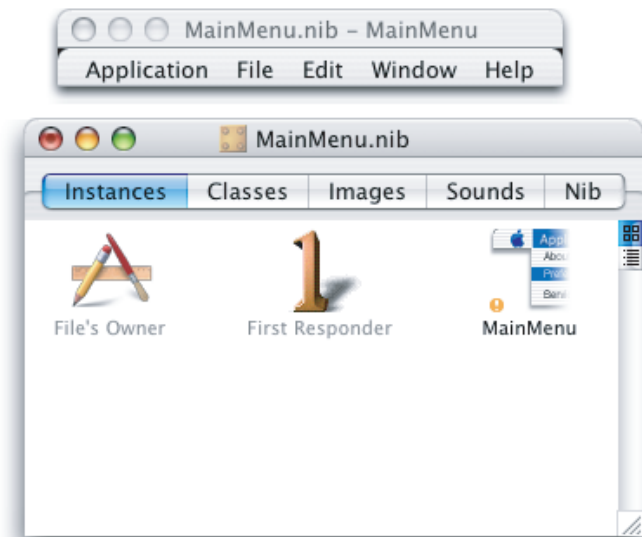 MainMenu.nib – MainMenu
Application File Edit Window Help
MainMenu.nib
Instances Classes Images Sounds Nib
File's Owner First Responder MainMenu